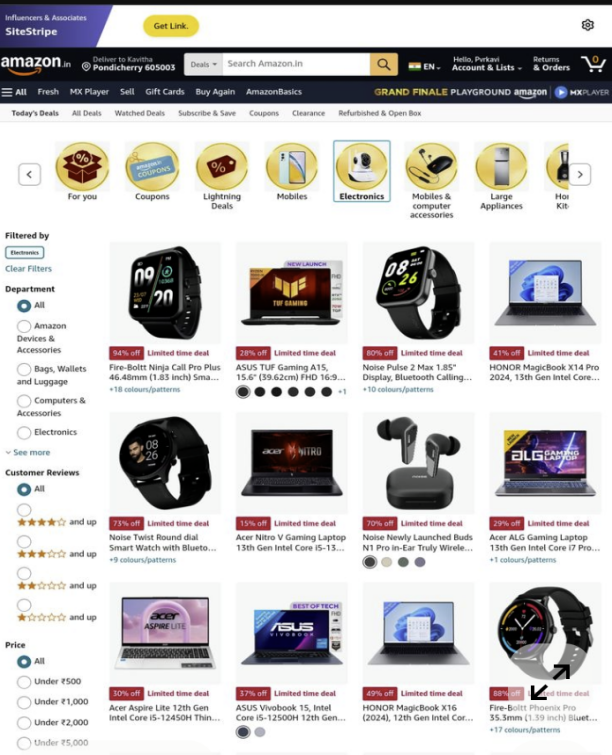 Influencers & Associates
SiteStripe
Get Link.
amazon.in
Deliver to Kavitha
Pondicherry 605003
Deals
Search Amazon.in
EN
Hello, Pvrkavi
Account & Lists
Returns
& Orders
0
All Fresh MX Player Sell Gift Cards Buy Again AmazonBasics
GRAND FINALE PLAYGROUND amazon | MXPLAYER
Today's Deals All Deals Watched Deals Subscribe & Save Coupons Clearance Refurbished & Open Box
amazon.in
COUPONS
For you
Coupons
Lightning
Deals
Mobiles
Electronics
Mobiles &
computer
accessories
Large
Appliances
Kit
Filtered by
Electronics
Clear Filters
Department
All
Amazon
Devices &
Accessories
Bags, Wallets
and Luggage
Computers &
Accessories
Electronics
See more
Customer Reviews
All
and up
and up
and up
and up
Price
All
Under ₹500
Under ₹1,000
Under ₹2,000
Under ₹5,000
09
20
94% off Limited time deal
Fire-Boltt Ninja Call Pro Plus
46.48mm (1.83 inch) Sma...
+18 colours/patterns
NEW LAUNCH
TUF GAMING
FHD
28% off Limited time deal
ASUS TUF Gaming A15,
15.6" (39.62cm) FHD 16:9...
+1
08
26
80% off Limited time deal
Noise Pulse 2 Max 1.85"
Display, Bluetooth Calling...
+10 colours/patterns
41% off Limited time deal
HONOR MagicBook X14 Pro
2024, 13th Gen Intel Core...
08
26
73% off Limited time deal
Noise Twist Round dial
Smart Watch with Blueto...
+9 colours/patterns
acer NITRO
15% off Limited time deal
Acer Nitro V Gaming Laptop
13th Gen Intel Core i5-13...
70% off Limited time deal
Noise Newly Launched Buds
N1 Pro in-Ear Truly Wirele...
ALG GAMING
LAPTOP
29% off Limited time deal
Acer ALG Gaming Laptop
13th Gen Intel Core i7 Pro...
+1 colours/patterns
acer
ASPIRE LITE
30% off Limited time deal
Acer Aspire Lite 12th Gen
Intel Core i5-12450H Thin...
BEST OF TECH
ASUS
VIVOBOOK
37% off Limited time deal
ASUS Vivobook 15, Intel
Core i5-12500H 12th Gen...
49% off Limited time deal
HONOR MagicBook X16
(2024), 12th Gen Intel Cor...
88% off Limited time deal
Fire-Boltt Phoenix Pro
35.3mm (1.39 inch) Bluet...
+17 colours/patterns